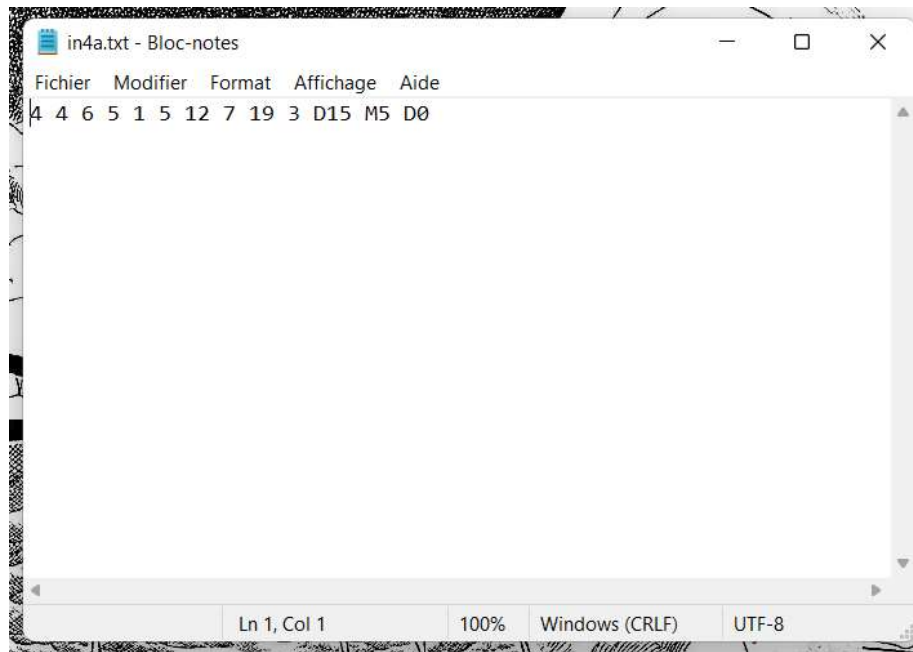 in4a.txt - Bloc-notes
Fichier Modifier Format Affichage Aide
4 4 6 5 1 5 12 7 19 3 D15 M5 D0
Ln 1, Col 1 100% Windows (CRLF) UTF-8